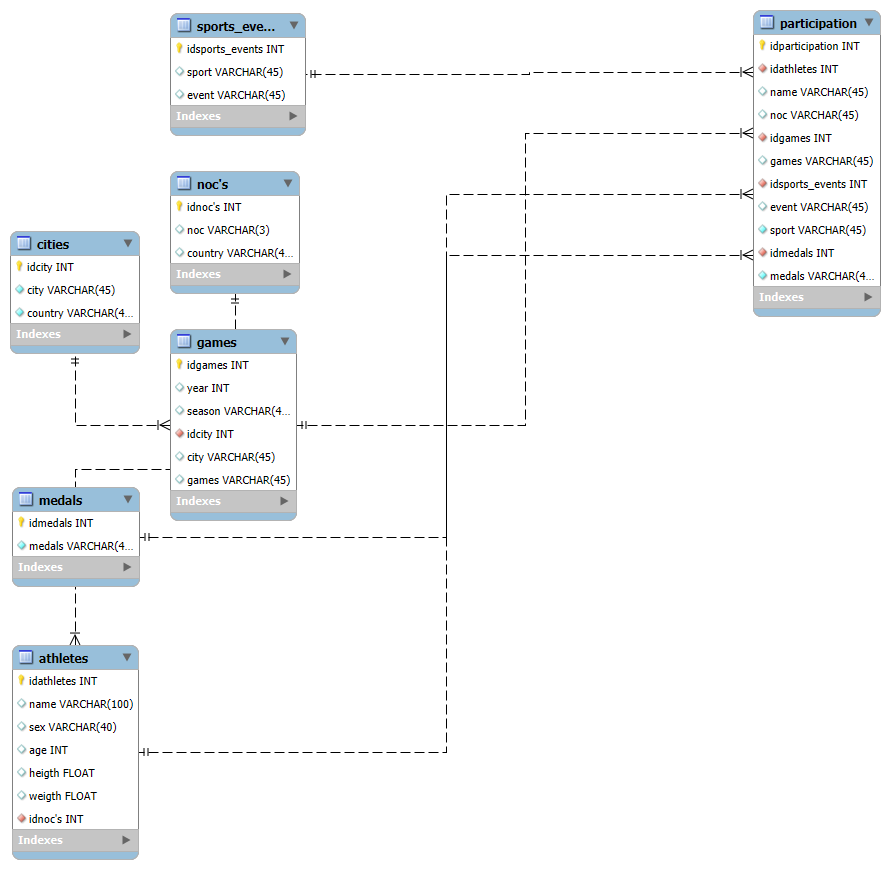 sports_eve...
idsports_events INT
sport VARCHAR(45)
event VARCHAR(45)
Indexes
participation
idparticipation INT
idathletes INT
name VARCHAR(45)
noc VARCHAR(45)
idgames INT
games VARCHAR(45)
idsports_events INT
event VARCHAR(45)
sport VARCHAR(45)
idmedals INT
medals VARCHAR(4...
Indexes
noc's
idnoc's INT
noc VARCHAR(3)
country VARCHAR(4...
Indexes
cities
idcity INT
city VARCHAR(45)
country VARCHAR(4...
Indexes
games
idgames INT
year INT
season VARCHAR(4...
idcity INT
city VARCHAR(45)
games VARCHAR(45)
Indexes
medals
idmedals INT
medals VARCHAR(4...
Indexes
athletes
idathletes INT
name VARCHAR(100)
sex VARCHAR(40)
age INT
heigth FLOAT
weigth FLOAT
idnoc's INT
Indexes